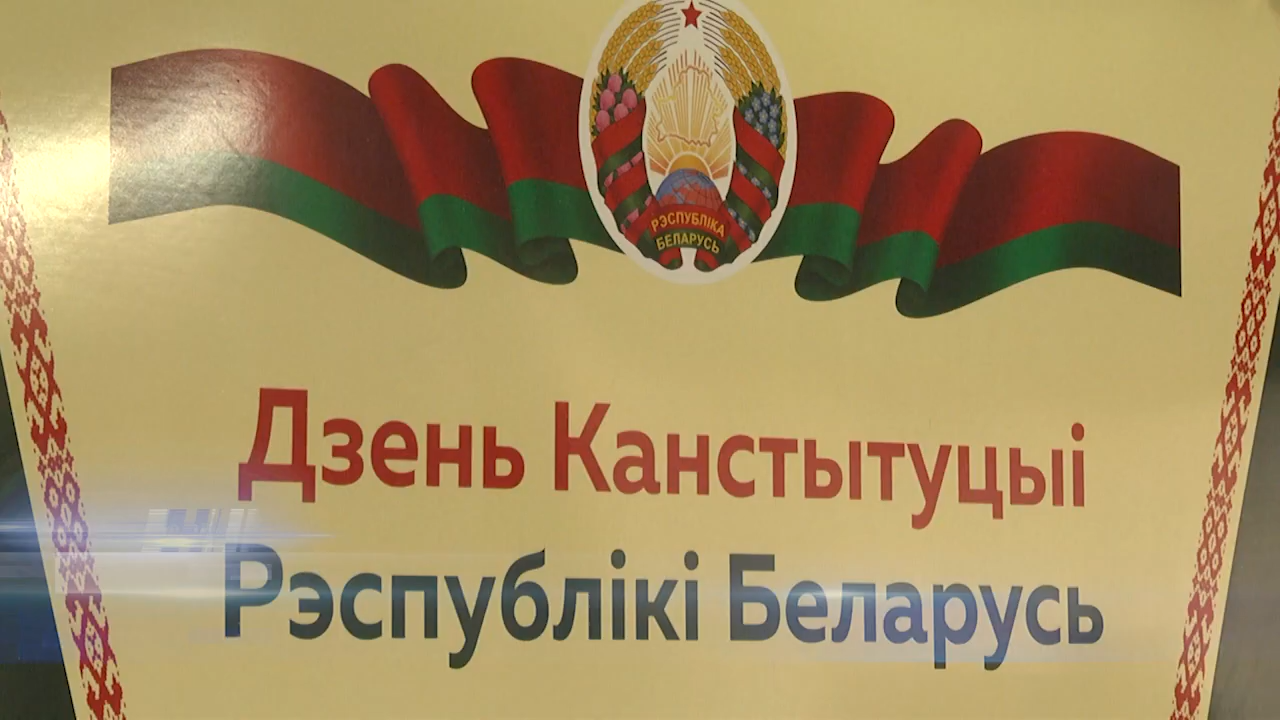 РЭСПУБЛІКА
БЕЛАРУСЬ
Дзень Канстытуцыі
Рэспублікі Беларусь